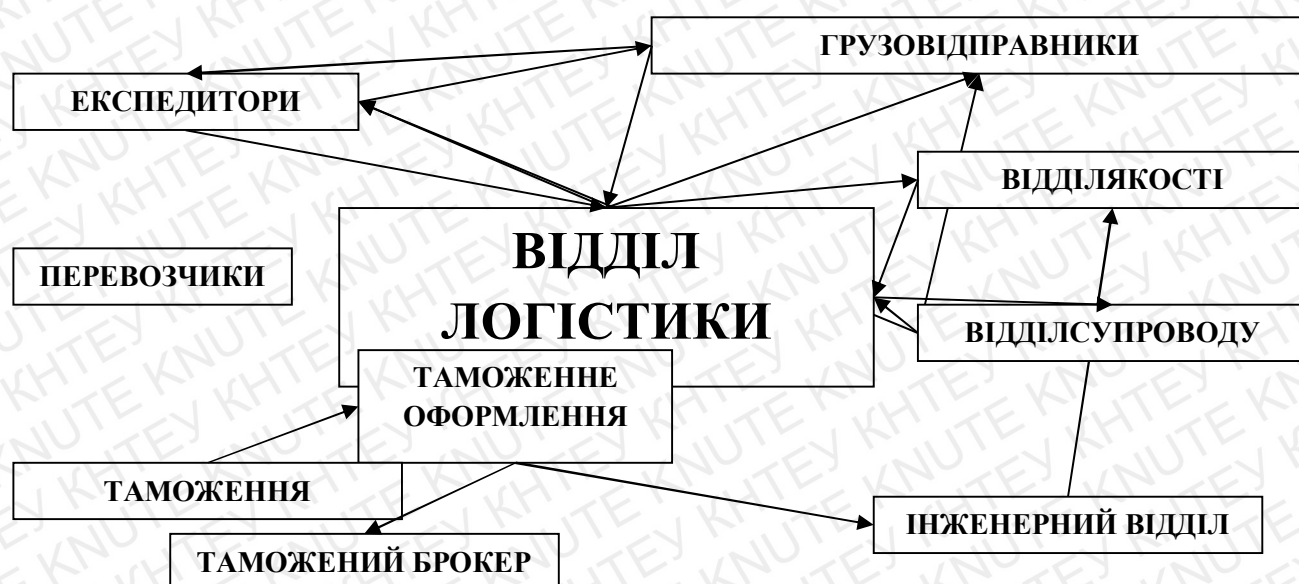 ГРУЗОВІДПРАВНИКИ
ЕКСПЕДИТОРИ
ВІДДІЛЯКОСТІ
ВІДДІЛ
ЛОГІСТИКИ
ПЕРЕВОЗЧИКИ
ВІДДІЛСУПРОВОДУ
ТАМОЖЕННЕ
ОФОРМЛЕННЯ
ТАМОЖЕННЯ
ІНЖЕНЕРНИЙ ВІДДІЛ
ТАМОЖЕНИЙ БРОКЕР